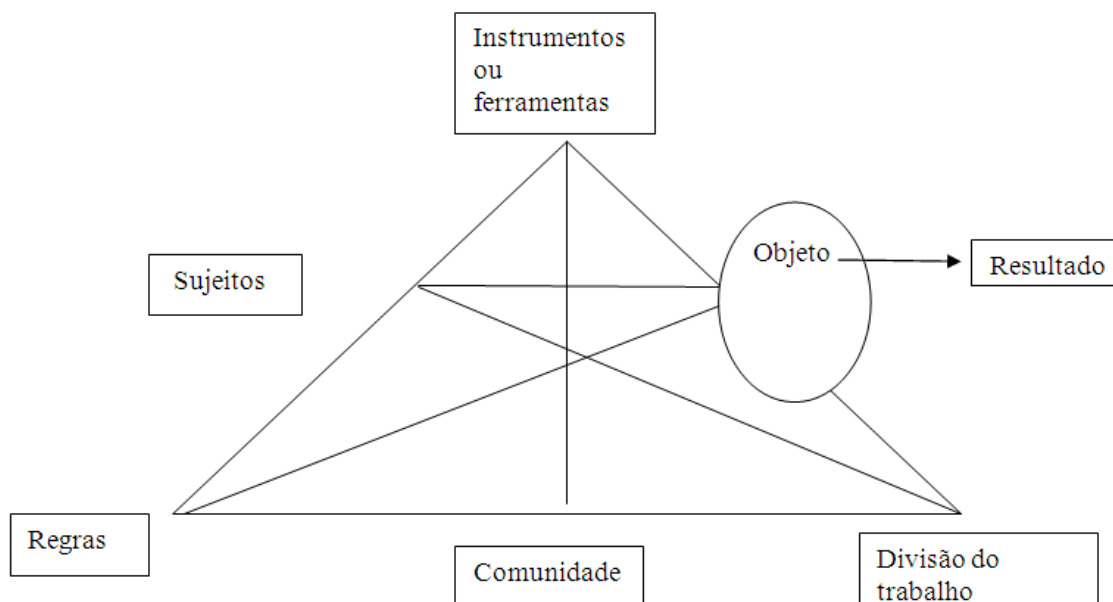 Instrumentos
ou
ferramentas
Sujeitos
Objeto
Resultado
Regras
Comunidade
Divisão do
trabalho